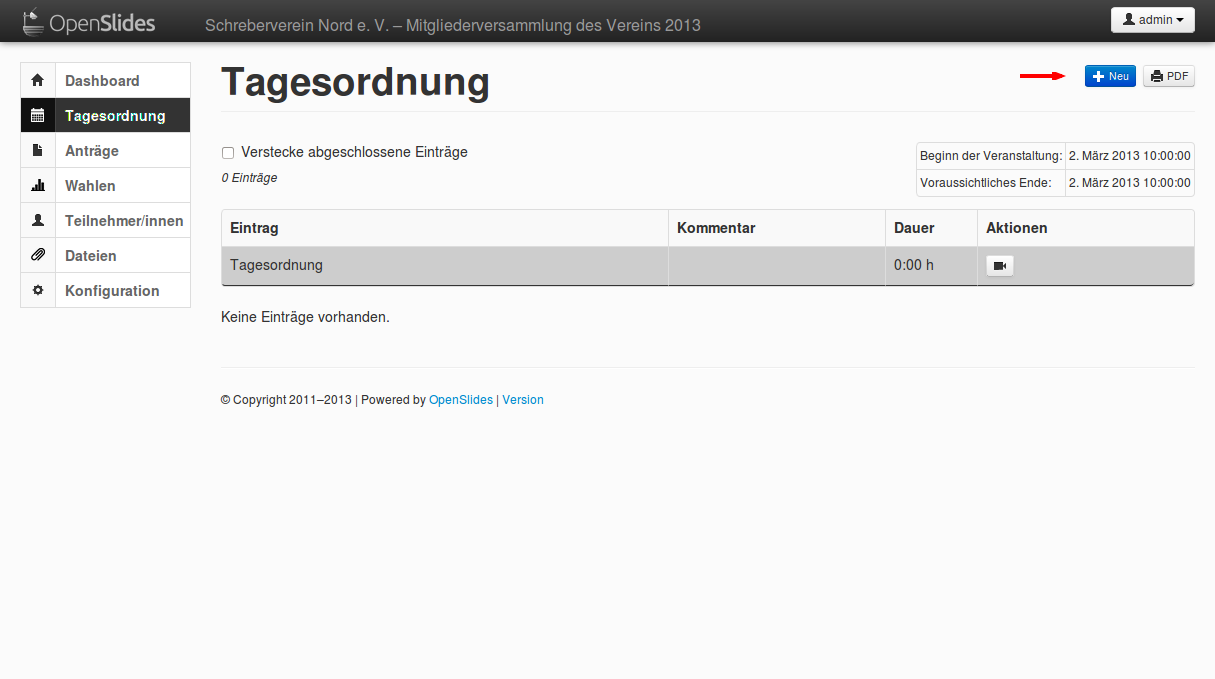 OpenSlides Schreberverein Nord e. V. – Mitgliederversammlung des Vereins 2013 admin
Dashboard
Tagesordnung
Anträge
Wahlen
Teilnehmer/innen
Dateien
Konfiguration
Tagesordnung
Neu PDF
Verstecke abgeschlossene Einträge
0 Einträge
Beginn der Veranstaltung: 2. März 2013 10:00:00
Voraussichtliches Ende: 2. März 2013 10:00:00
Eintrag Kommentar Dauer Aktionen
Tagesordnung 0:00 h
Keine Einträge vorhanden.
© Copyright 2011–2013 | Powered by OpenSlides | Version